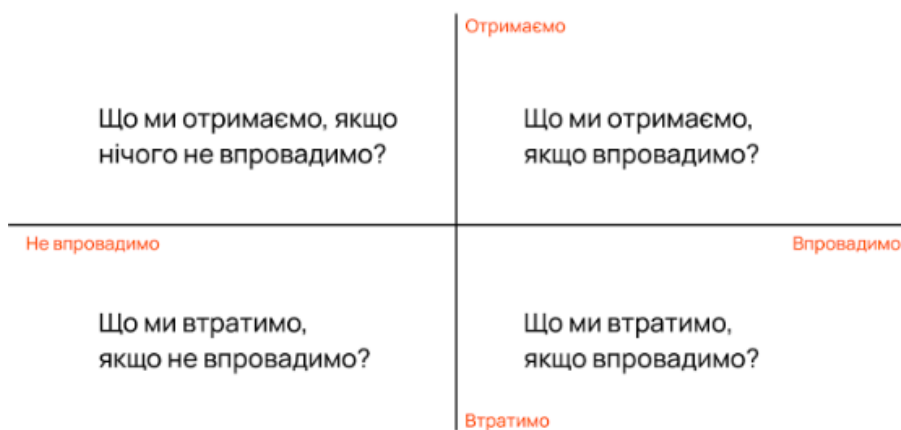 Отримаємо
Що ми отримаємо, якщо
нічого не впровадимо?
Що ми отримаємо,
якщо впровадимо?
Не впровадимо
Впровадимо
Що ми втратимо,
якщо не впровадимо?
Що ми втратимо,
якщо впровадимо?
Втратимо